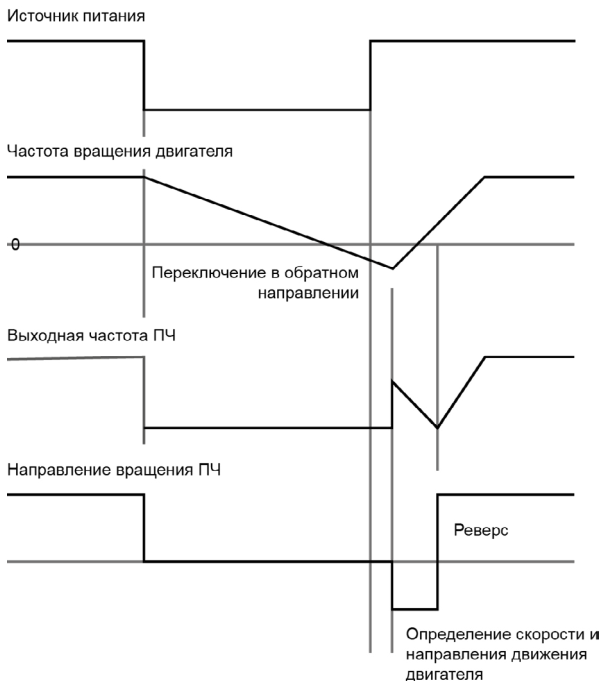 Источник питания
Частота вращения двигателя
0
Переключение в обратном
направлении
Выходная частота ПЧ
Направление вращения ПЧ
Реверс
Определение скорости и
направления движения
двигателя